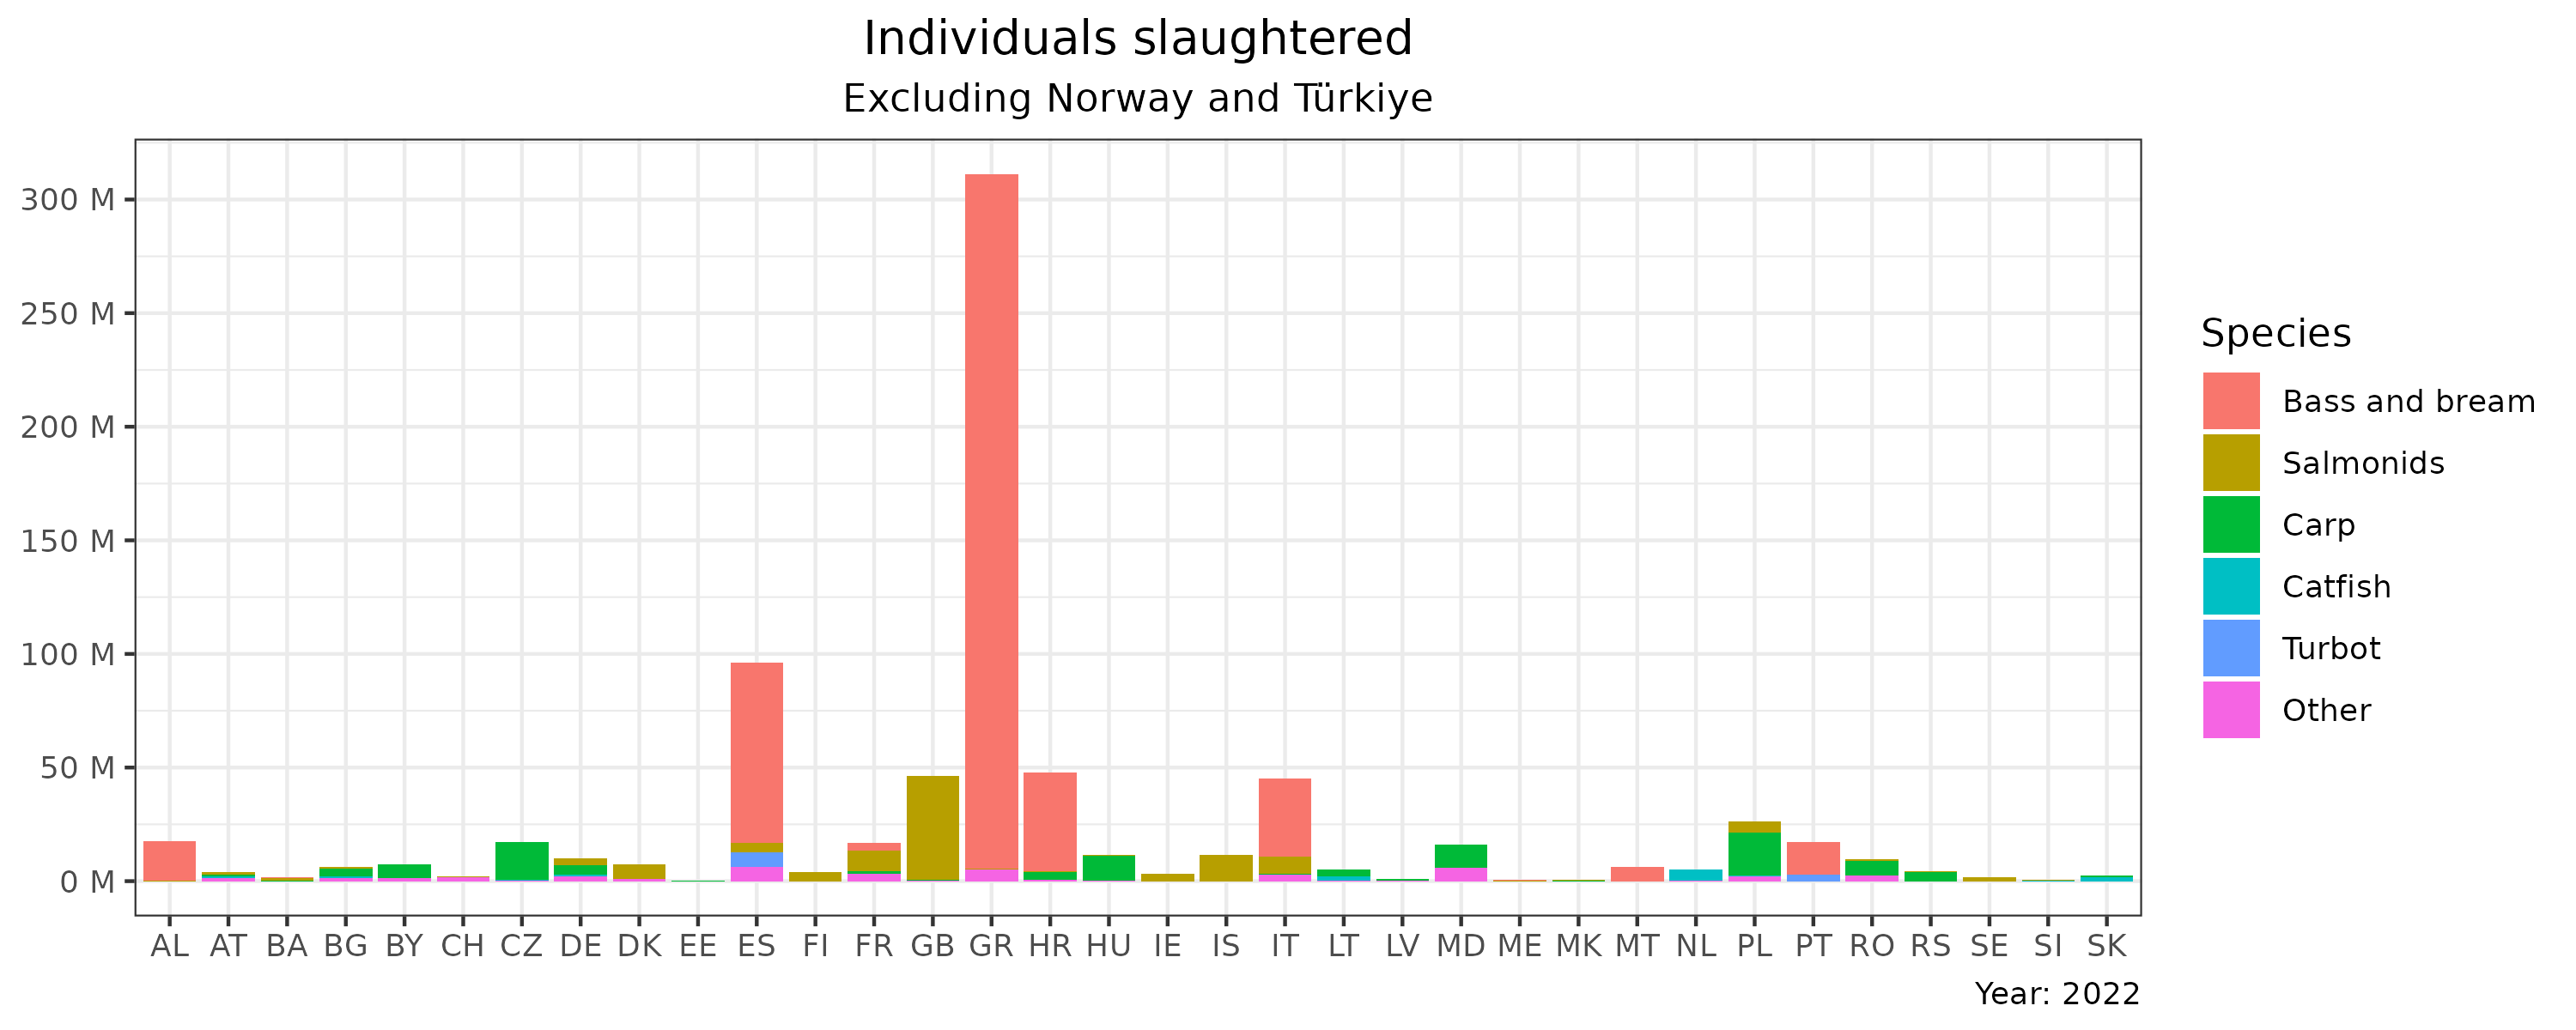 Individuals slaughtered
Excluding Norway and Türkiye
300 M
250 M
200 M
150 M
100 M
50 M
0 M
AL AT BA BG BY CH CZ DE DK EE ES FI FR GB GR HR HU IE IS IT LT LV MD ME MK MT NL PL PT RO RS SE SI SK
Year: 2022
Species
Bass and bream
Salmonids
Carp
Catfish
Turbot
Other